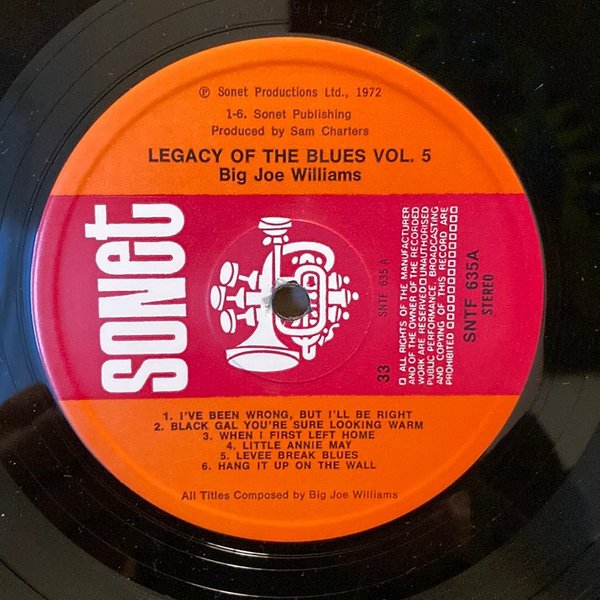 ℗ Sonet Productions Ltd., 1972
1-6. Sonet Publishing
Produced by Sam Charters
LEGACY OF THE BLUES VOL. 5
Big Joe Williams
sonet
SNTF 635 A
33
□ ALL RIGHTS OF THE MANUFACTURER
AND OF THE OWNER OF THE RECORDED
WORK ARE RESERVED □ UNAUTHORISED
PUBLIC PERFORMANCE, BROADCASTING
AND COPYING OF THIS RECORD ARE
PROHIBITED □□□□□□□□□□□□□□
SNTF 635A
STEREO
1. I'VE BEEN WRONG, BUT I'LL BE RIGHT
2. BLACK GAL YOU'RE SURE LOOKING WARM
3. WHEN I FIRST LEFT HOME
4. LITTLE ANNIE MAY
5. LEVEE BREAK BLUES
6. HANG IT UP ON THE WALL
All Titles Composed by Big Joe Williams